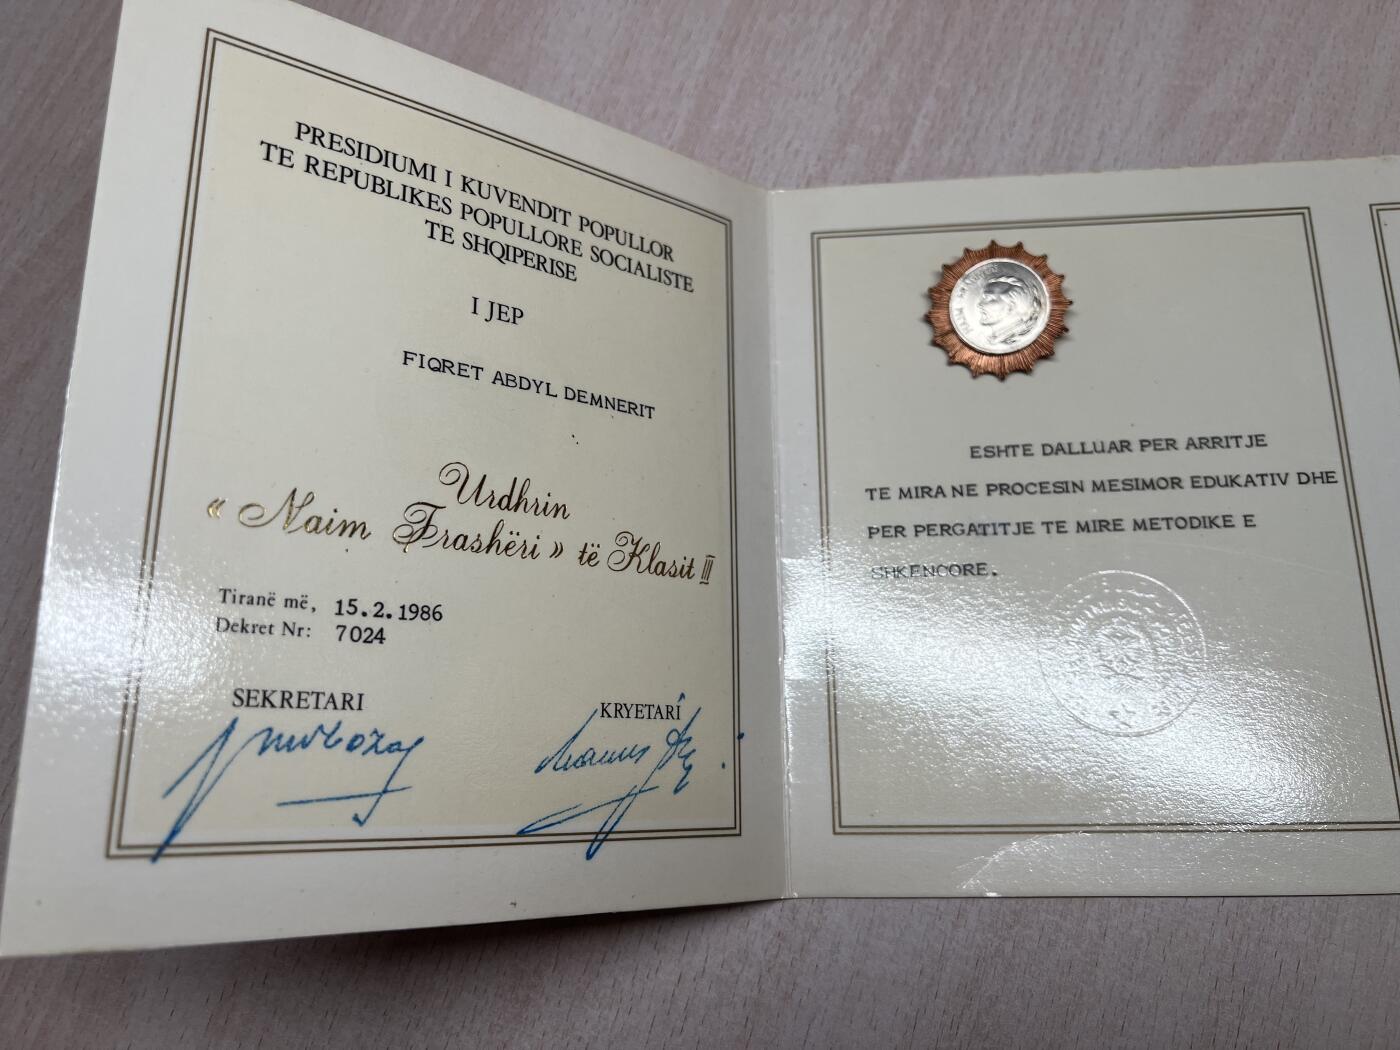 PRESIDIUMI I KUVENDIT POPULLOR
TE REPUBLIKES POPULLORE SOCIALISTE
TE SHQIPERISE
I JEP
FIQRET ABDYL DEMNERIT
Urdhrin
« Naim Frashëri » të Klasit III
Tiranë më, 15.2.1986
Dekret Nr: 7024
SEKRETARI
KRYETARI
ESHTE DALLUAR PER ARRITJE
TE MIRA NE PROCESIN MESIMOR EDUKATIV DHE
PER PERGATITJE TE MIRE METODIKE E
SHKENCORE.